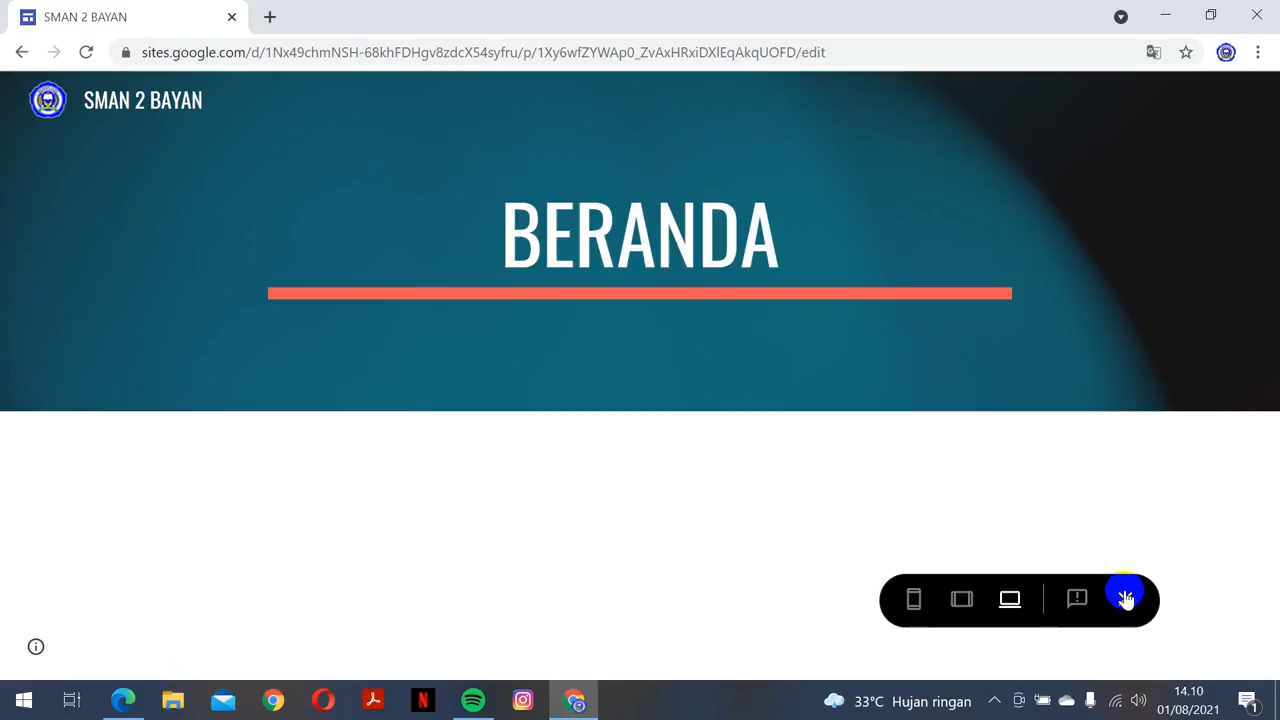 SMAN 2 BAYAN
sites.google.com/d/1Nx49chmNSH-68khFDHgv8zdcX54syfru/p/1Xy6wfZYWAp0_ZvAxHRxiDXlEqAkqUOFD/edit
SMAN 2 BAYAN
BERANDA
33°C Hujan ringan
14.10
01/08/2021
1